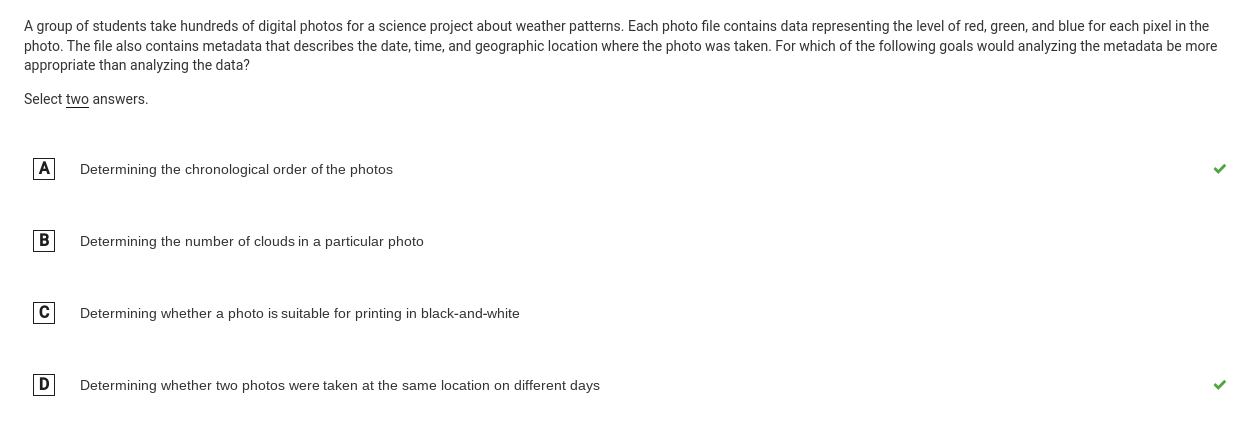 A group of students take hundreds of digital photos for a science project about weather patterns. Each photo file contains data representing the level of red, green, and blue for each pixel in the
photo. The file also contains metadata that describes the date, time, and geographic location where the photo was taken. For which of the following goals would analyzing the metadata be more
appropriate than analyzing the data?
Select two answers.
A Determining the chronological order of the photos
B Determining the number of clouds in a particular photo
C Determining whether a photo is suitable for printing in black-and-white
D Determining whether two photos were taken at the same location on different days